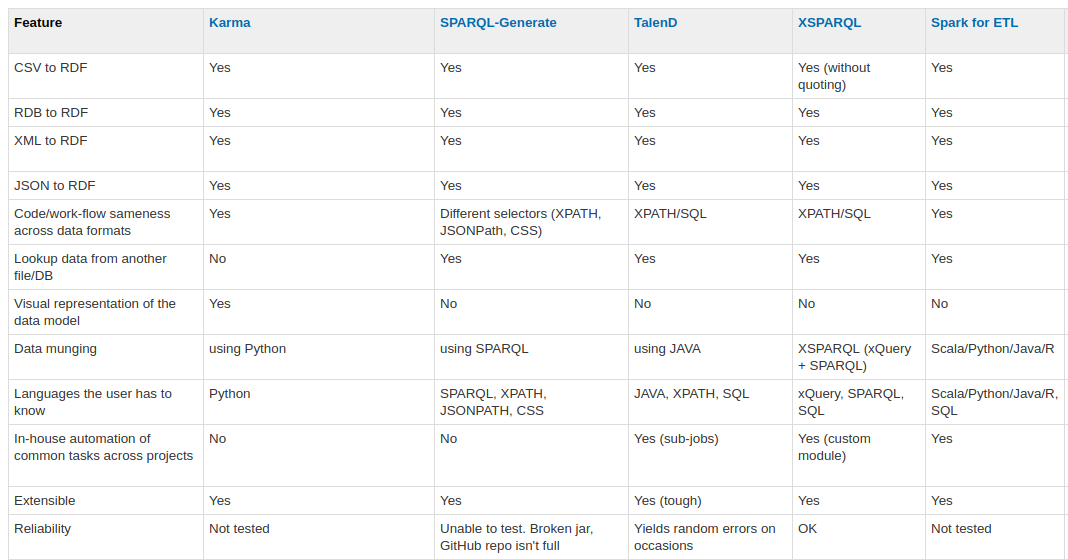 Feature Karma SPARQL-Generate TalenD XSPARQL Spark for ETL
CSV to RDF Yes Yes Yes Yes (without Yes
quoting)
RDB to RDF Yes Yes Yes Yes Yes
XML to RDF Yes Yes Yes Yes Yes
JSON to RDF Yes Yes Yes Yes Yes
Code/work-flow sameness Yes Different selectors (XPATH, XPATH/SQL XPATH/SQL Yes
across data formats JSONPath, CSS)
Lookup data from another No Yes Yes Yes Yes
file/DB
Visual representation of the Yes No No No No
data model
Data munging using Python using SPARQL using JAVA XSPARQL (xQuery Scala/Python/Java/R
+ SPARQL)
Languages the user has to Python SPARQL, XPATH, JAVA, XPATH, SQL xQuery, SPARQL, Scala/Python/Java/R,
know JSONPATH, CSS SQL SQL
In-house automation of No No Yes (sub-jobs) Yes (custom Yes
common tasks across projects module)
Extensible Yes Yes Yes (tough) Yes Yes
Reliability Not tested Unable to test. Broken jar, Yields random errors on OK Not tested
GitHub repo isn't full occasions